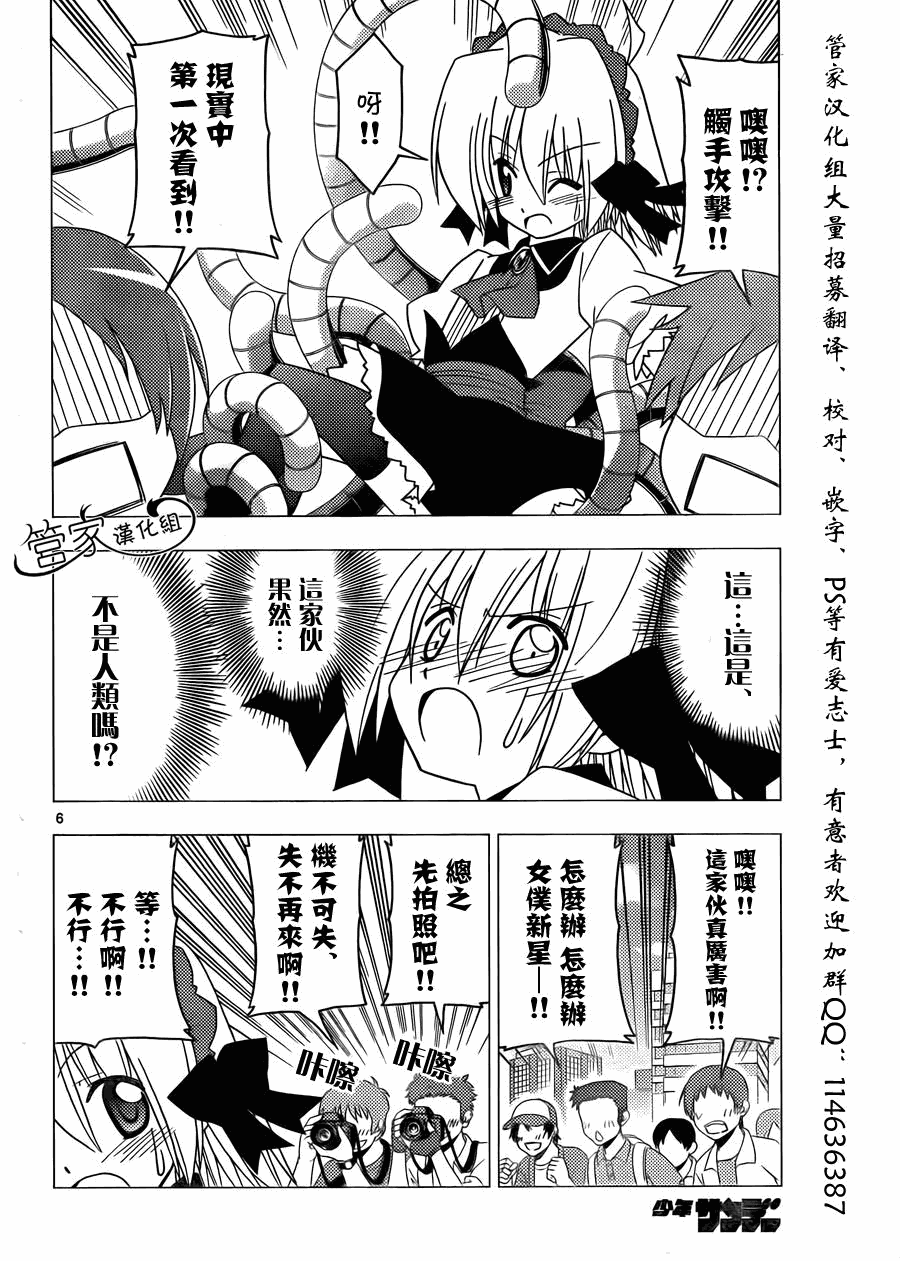 噢噢!?
觸手攻擊!!
呀!!
現實中
第一次看到!!
這…這是、
這家伙
果然…
不是人類嗎!?
6
噢噢!!
這家伙真厲害啊!!
怎麼辦 怎麼辦
女僕新星─!!
總之
先拍照吧!!
機不可失、
失不再來啊!!
咔嚓
咔嚓
等…!!
不行啊!!
不行…!!
少年サンデー
管家漢化組
管家汉化组大量招募翻译、校对、嵌字、PS等有爱志士,有意者欢迎加群QQ:114636387